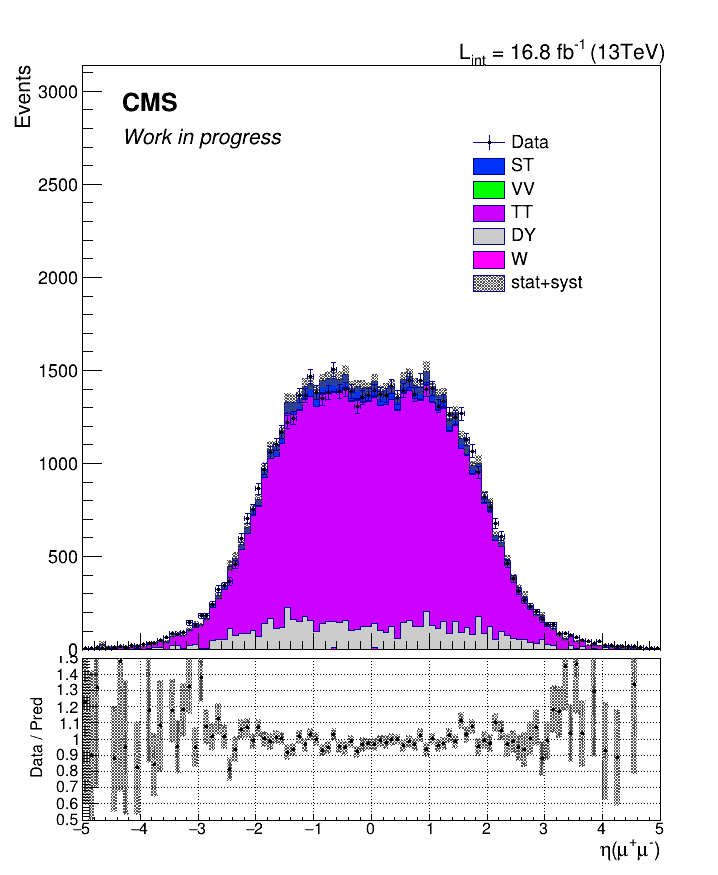 L_int = 16.8 fb^-1 (13TeV)
Events
CMS
Work in progress
Data
ST
VV
TT
DY
W
stat+syst
3000
2500
2000
1500
1000
500
0
Data / Pred
1.5
1.4
1.3
1.2
1.1
1
0.9
0.8
0.7
0.6
0.5
−5 −4 −3 −2 −1 0 1 2 3 4 5
η(μ⁺μ⁻)